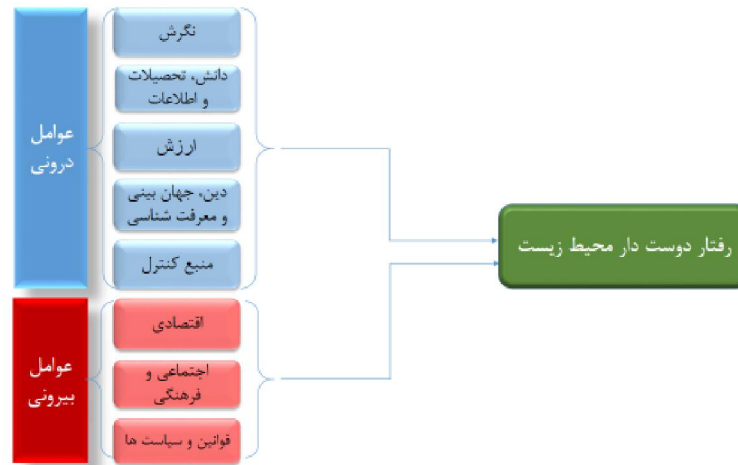 عوامل
درونی
نگرش
دانش، تحصیلات
و اطلاعات
ارزش
دین، جهان بینی
و معرفت شناسی
منبع کنترل
عوامل
بیرونی
اقتصادی
اجتماعی و
فرهنگی
قوانین و سیاست ها
رفتار دوست دار محیط زیست